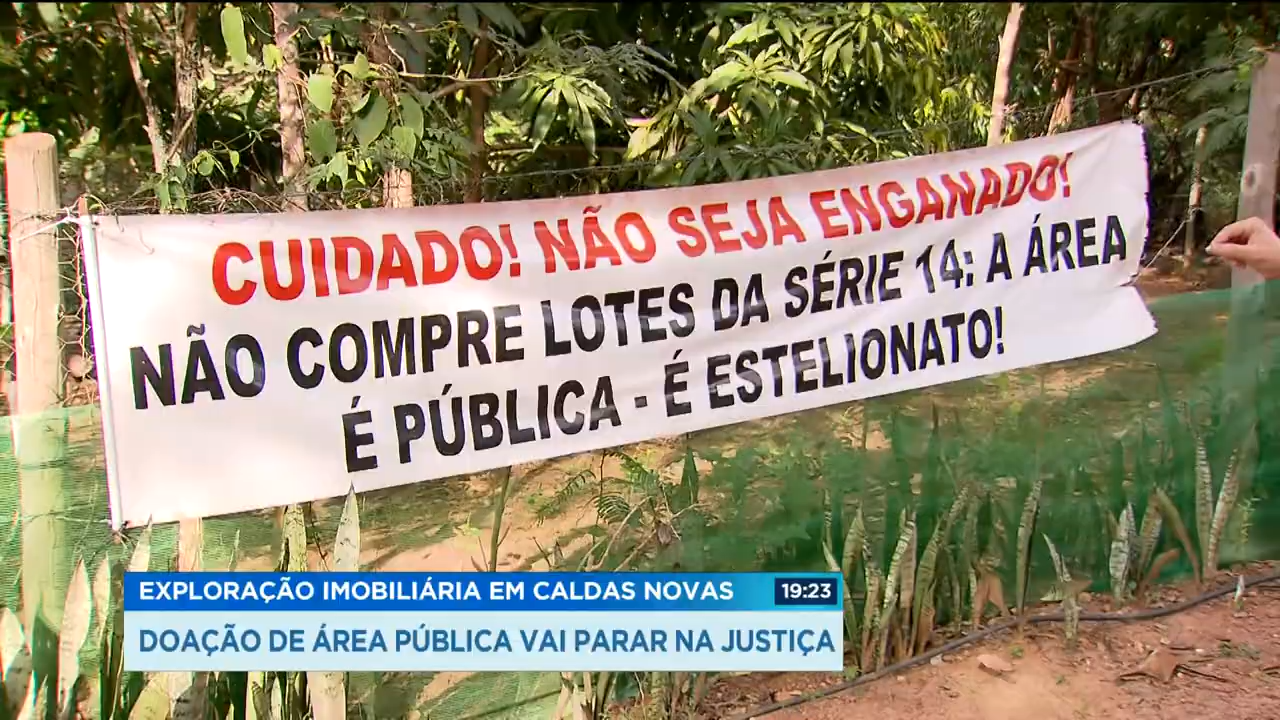 CUIDADO! NÃO SEJA ENGANADO!
NÃO COMPRE LOTES DA SÉRIE 14: A ÁREA
É PÚBLICA - É ESTELIONATO!
EXPLORAÇÃO IMOBILIÁRIA EM CALDAS NOVAS 19:23
DOAÇÃO DE ÁREA PÚBLICA VAI PARAR NA JUSTIÇA